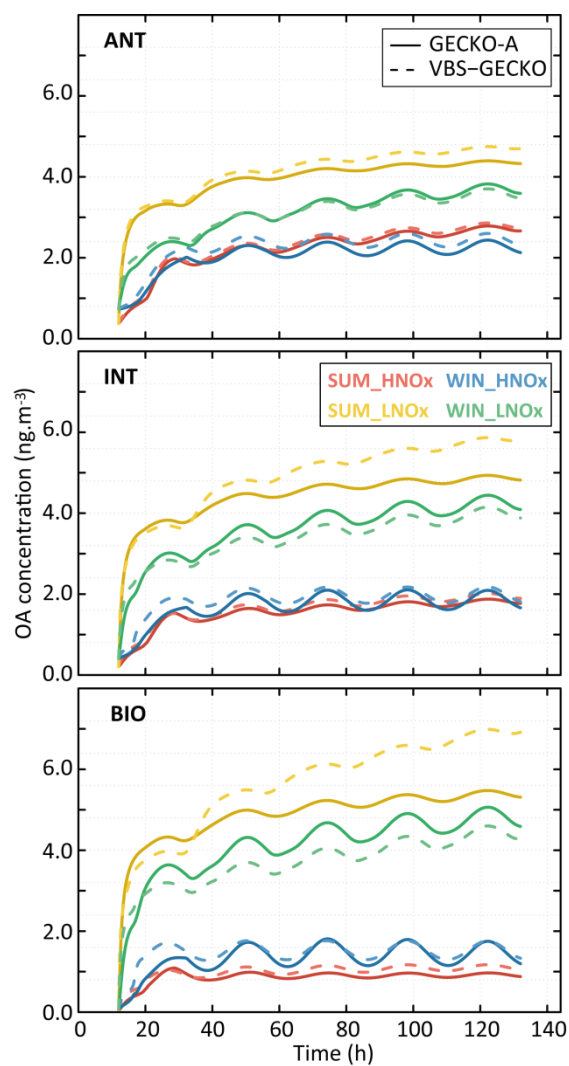 ANT
GECKO-A
VBS–GECKO
6.0
4.0
2.0
0.0
INT
SUM_HNOx WIN_HNOx
SUM_LNOx WIN_LNOx
6.0
4.0
2.0
0.0
OA concentration (ng.m⁻³)
BIO
6.0
4.0
2.0
0.0
0 20 40 60 80 100 120 140
Time (h)